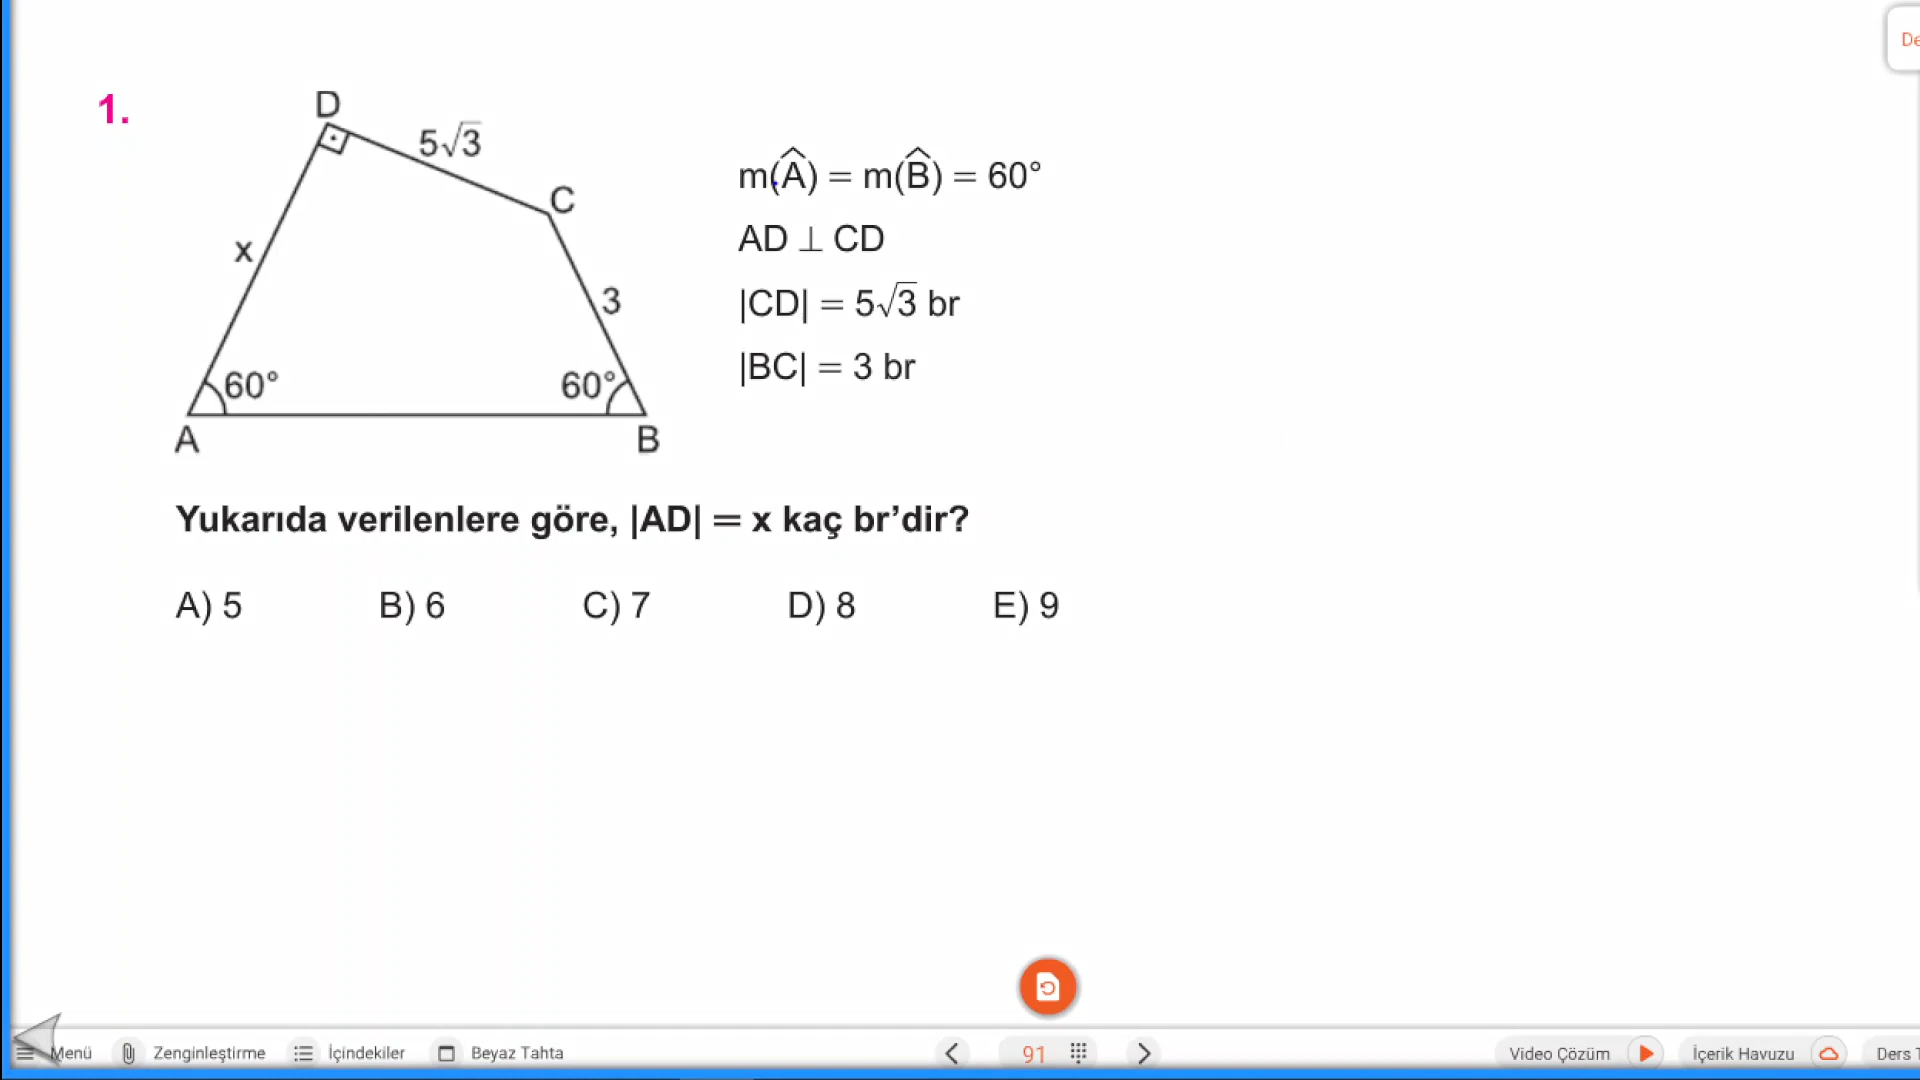 De
1.
D
5√3
C
x
3
60°
60°
A
B
m(Â) = m(B̂) = 60°
AD ⊥ CD
|CD| = 5√3 br
|BC| = 3 br
Yukarıda verilenlere göre, |AD| = x kaç br’dir?
A) 5 B) 6 C) 7 D) 8 E) 9
Menü Zenginleştirme İçindekiler Beyaz Tahta 91 Video Çözüm İçerik Havuzu Ders